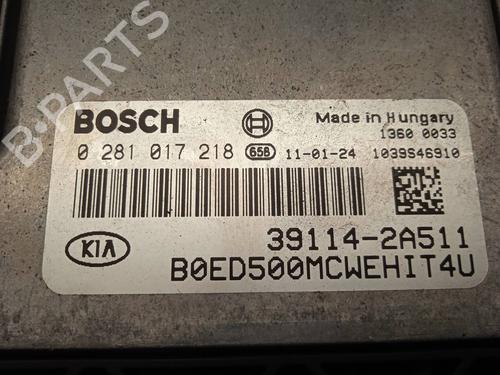 B-PARTS
BOSCH
Made in Hungary
1360 0033
0 281 017 218 65B 11-01-24 1039S46910
KIA
39114-2A511
B0ED500MCWEHIT4U